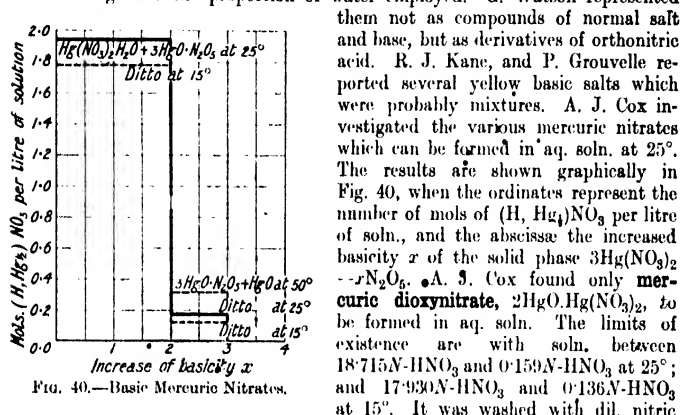 them not as compounds of normal salt
and base, but as derivatives of orthonitric
acid. R. J. Kane, and P. Grouvelle re-
ported several yellow basic salts which
were probably mixtures. A. J. Cox in-
vestigated the various mercuric nitrates
which can be formed in aq. soln. at 25°.
The results are shown graphically in
Fig. 40, when the ordinates represent the
number of mols of (H, Hg½)NO3 per litre
of soln., and the abscissæ the increased
basicity x of the solid phase 3Hg(NO3)2
--xN2O5. A. J. Cox found only mer-
curic dioxynitrate, 2HgO.Hg(NO3)2, to
be formed in aq. soln. The limits of
existence are with soln. between
18·715N-HNO3 and 0·159N-HNO3 at 25°;
and 17·930N-HNO3 and 0·136N-HNO3
at 15°. It was washed with dil. nitric
Mols.(H,Hg½) NO3 per litre of solution
2·0
1·8
1·6
1·4
1·2
1·0
0·8
0·6
0·4
0·2
0·0
Hg(NO3)2H2O+3HgO·N2O5 at 25°
Ditto at 15°
3HgO·N2O5+HgO at 50°
Ditto at 25°
Ditto at 15°
1 2 3 4
Increase of basicity x
FIG. 40.—Basic Mercuric Nitrates.